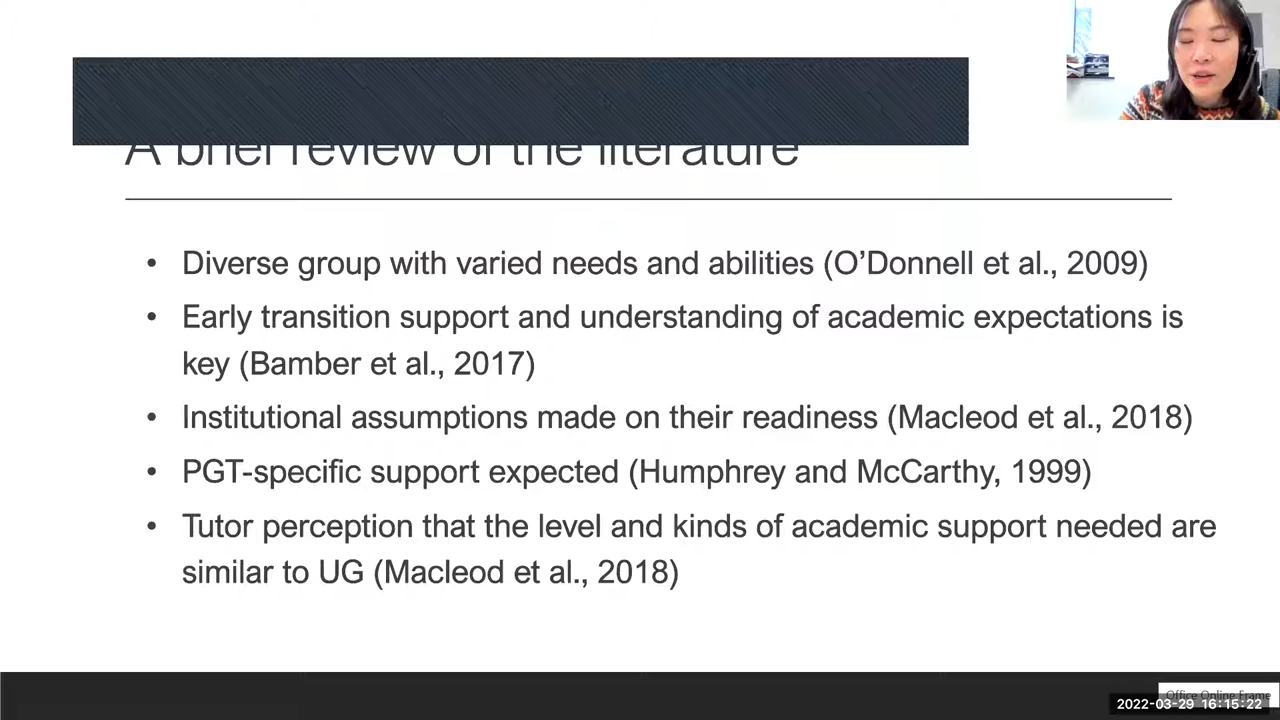 A brief review of the literature
• Diverse group with varied needs and abilities (O’Donnell et al., 2009)
• Early transition support and understanding of academic expectations is
key (Bamber et al., 2017)
• Institutional assumptions made on their readiness (Macleod et al., 2018)
• PGT-specific support expected (Humphrey and McCarthy, 1999)
• Tutor perception that the level and kinds of academic support needed are
similar to UG (Macleod et al., 2018)
Office Online Frame
2022-03-29 16:15:22